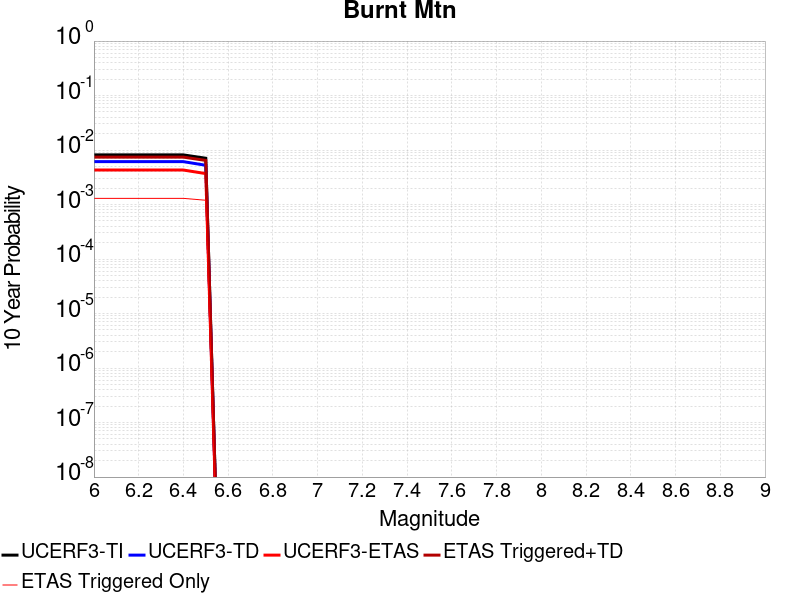 Burnt Mtn
10 Year Probability
10^0
10^-1
10^-2
10^-3
10^-4
10^-5
10^-6
10^-7
10^-8
6 6.2 6.4 6.6 6.8 7 7.2 7.4 7.6 7.8 8 8.2 8.4 8.6 8.8 9
Magnitude
UCERF3-TI UCERF3-TD UCERF3-ETAS ETAS Triggered+TD
ETAS Triggered Only